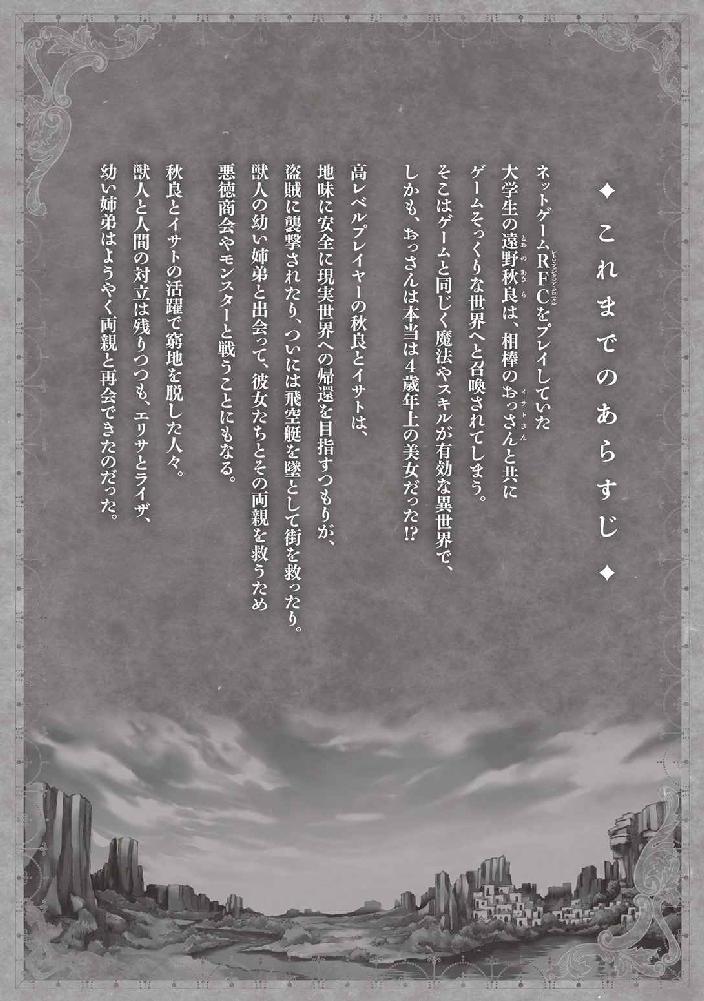 ◆これまでのあらすじ◆
ネットゲームRFCをプレイしていた
大学生の遠野秋良は、相棒のおっさんと共に
ゲームそっくりな世界へと召喚されてしまう。
そこはゲームと同じく魔法やスキルが有効な異世界で、
しかも、おっさんは本当は4歳年上の美女だった!?
高レベルプレイヤーの秋良とイサトは、
地味に安全に現実世界への帰還を目指すつもりが、
盗賊に襲撃されたり、ついには飛空艇を墜として街を救ったり。
獣人の幼い姉弟と出会って、彼女たちとその両親を救うため
悪徳商会やモンスターと戦うことにもなる。
秋良とイサトの活躍で窮地を脱した人々。
獣人と人間の対立は残りつつも、エリサとライザ、
幼い姉弟はようやく両親と再会できたのだった。